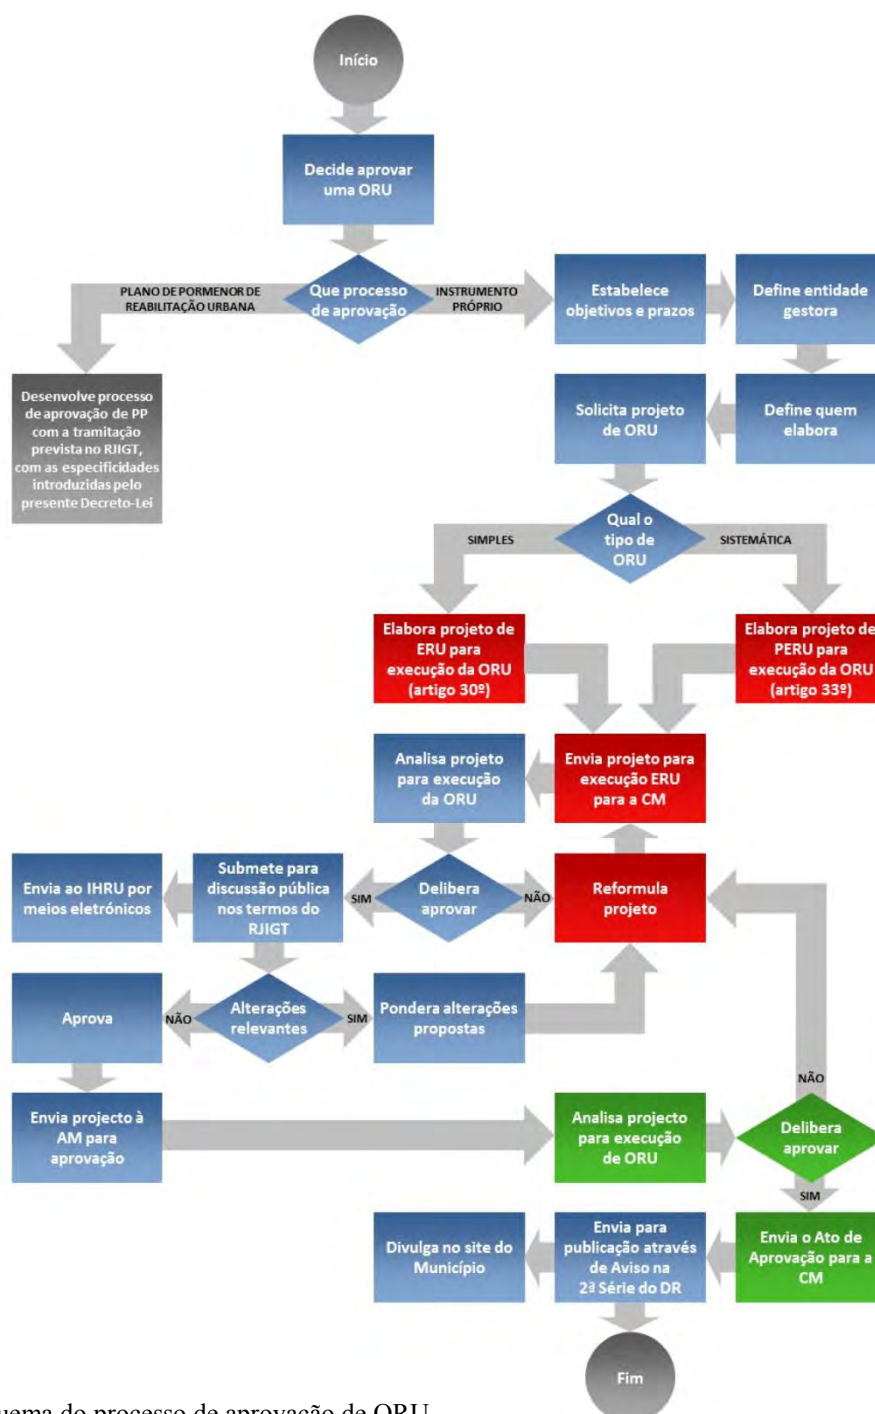 Início
Decide aprovar
uma ORU
PLANO DE PORMENOR DE
REABILITAÇÃO URBANA
Que processo
de aprovação
INSTRUMENTO
PRÓPRIO
Estabelece
objetivos e prazos
Define entidade
gestora
Desenvolve processo
de aprovação de PP
com a tramitação
prevista no RJIGT,
com as especificidades
introduzidas pelo
presente Decreto-Lei
Solicita projeto
de ORU
Define quem
elabora
Qual o
tipo de
ORU
SIMPLES
SISTEMÁTICA
Elabora projeto de
ERU para
execução da ORU
(artigo 30º)
Elabora projeto de
PERU para
execução da ORU
(artigo 33º)
Analisa projeto
para execução
da ORU
Envia projeto para
execução ERU
para a CM
Envia ao IHRU por
meios eletrónicos
Submete para
discussão pública
nos termos do
RJIGT
SIM
Delibera
aprovar
NÃO
Reformula
projeto
Aprova
NÃO
Alterações
relevantes
SIM
Pondera alterações
propostas
NÃO
Envia projecto à
AM para
aprovação
Analisa projecto
para execução
de ORU
Delibera
aprovar
SIM
Divulga no site do
Município
Envia para
publicação através
de Aviso na
2ª Série do DR
Envia o Ato de
Aprovação para a
CM
Fim
uema do processo de aprovação de ORU